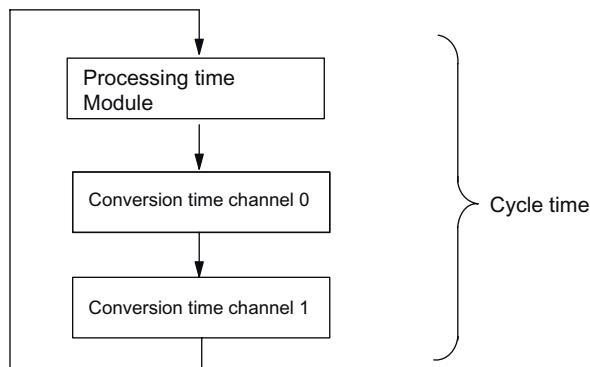 Processing time
Module
Conversion time channel 0
Cycle time
Conversion time channel 1